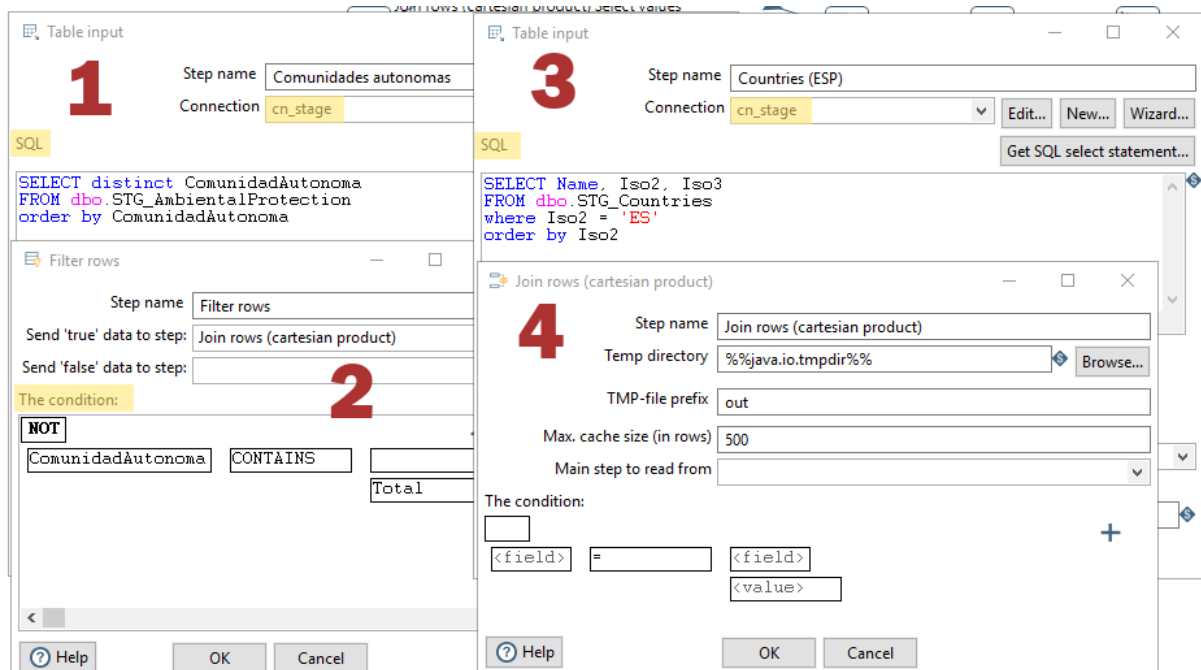 Join rows (cartesian product) Select values
Table input
1
Step name Comunidades autonomas
Connection cn_stage
SQL
SELECT distinct ComunidadAutonoma
FROM dbo.STG_AmbientalProtection
order by ComunidadAutonoma
Filter rows
Step name Filter rows
Send 'true' data to step: Join rows (cartesian product)
Send 'false' data to step:
2
The condition:
NOT
ComunidadAutonoma CONTAINS
Total
Help OK Cancel
Table input
3
Step name Countries (ESP)
Connection cn_stage Edit... New... Wizard...
SQL
Get SQL select statement...
SELECT Name, Iso2, Iso3
FROM dbo.STG_Countries
where Iso2 = 'ES'
order by Iso2
Join rows (cartesian product)
4
Step name Join rows (cartesian product)
Temp directory %%java.io.tmpdir%% Browse...
TMP-file prefix out
Max. cache size (in rows) 500
Main step to read from
The condition:
<field> = <field>
<value>
Help OK Cancel